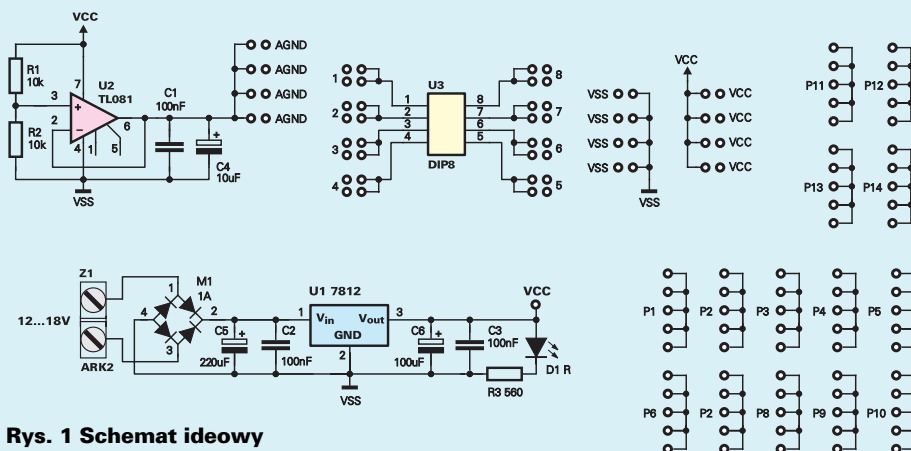 VCC
R1
10k
R2
10k
7
3
2
+
−
4
1
5
6
U2
TL081
C1
100nF
+
C4
10uF
VSS
AGND
AGND
AGND
AGND
1
2
3
4
1
2
3
4
U3
DIP8
8
7
6
5
8
7
6
5
VSS
VSS
VSS
VSS
VSS
VCC
VCC
VCC
VCC
VCC
P11
P12
P13
P14
Z1
12...18V
ARK2
M1
1A
1
4
2
3
C5
+
220uF
C2
100nF
U1 7812
1
Vin
Vout
GND
3
2
VSS
C6
+
100uF
C3
100nF
VCC
D1 R
R3 560
P1
P2
P3
P4
P5
P6
P2
P8
P9
P10
Rys. 1 Schemat ideowy